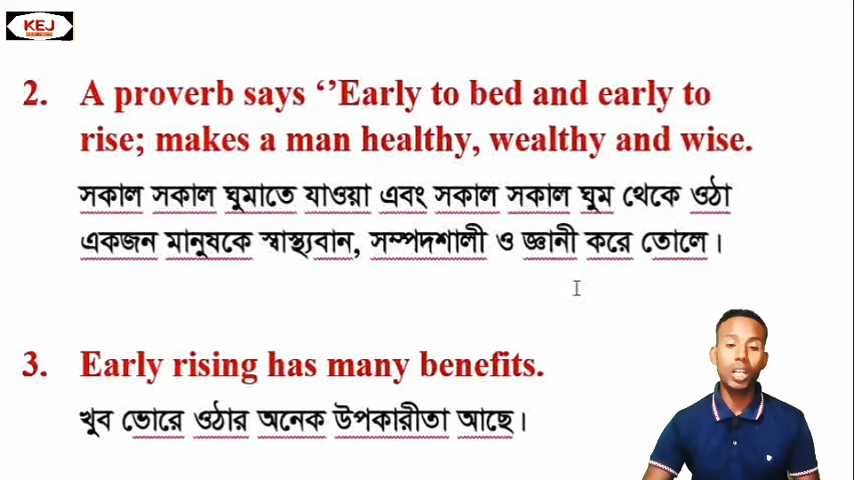 KEJ
2. A proverb says ‘’Early to bed and early to
rise; makes a man healthy, wealthy and wise.
সকাল সকাল ঘুমাতে যাওয়া এবং সকাল সকাল ঘুম থেকে ওঠা
একজন মানুষকে স্বাস্থ্যবান, সম্পদশালী ও জ্ঞানী করে তোলে।
3. Early rising has many benefits.
খুব ভোরে ওঠার অনেক উপকারীতা আছে।